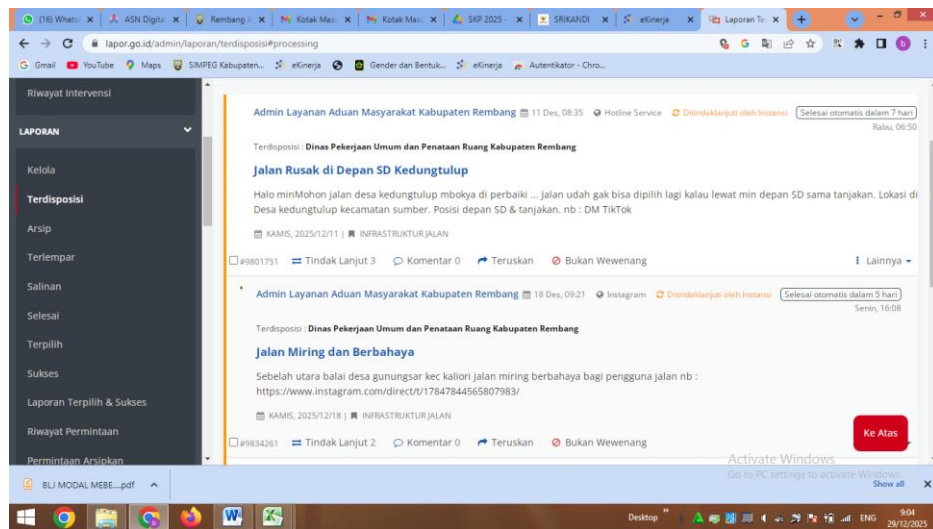 (16) Whats
ASN Digita
Rembang
Kotak Mas
Kotak Masu
SKP 2025 -
SRIKANDI
eKinerja
Laporan Te
lapor.go.id/admin/laporan/terdisposisi#processing
Gmail YouTube Maps SIMPEG Kabupaten... eKinerja Gender dan Bentuk... eKinerja Autentikator - Chro...
Riwayat Intervensi
LAPORAN
Kelola
Terdisposisi
Arsip
Terlempar
Salinan
Selesai
Terpilih
Sukses
Laporan Terpilih & Sukses
Riwayat Permintaan
Permintaan Arsipkan
Admin Layanan Aduan Masyarakat Kabupaten Rembang 11 Des, 08:35 Hotline Service Ditindaklanjuti oleh Instansi Selesai otomatis dalam 7 hari
Rabu, 06:50
Terdisposisi : Dinas Pekerjaan Umum dan Penataan Ruang Kabupaten Rembang
Jalan Rusak di Depan SD Kedungtulup
Halo minMohon jalan desa kedungtulup mbokya di perbaiki ... Jalan udah gak bisa dipilih lagi kalau lewat min depan SD sama tanjakan. Lokasi di
Desa kedungtulup kecamatan sumber. Posisi depan SD & tanjakan. nb : DM TikTok
KAMIS, 2025/12/11 | INFRASTRUKTUR JALAN
#9801751 Tindak Lanjut 3 Komentar 0 Teruskan Bukan Wewenang Lainnya
Admin Layanan Aduan Masyarakat Kabupaten Rembang 18 Des, 09:21 Instagram Ditindaklanjuti oleh Instansi Selesai otomatis dalam 5 hari
Senin, 16:08
Terdisposisi : Dinas Pekerjaan Umum dan Penataan Ruang Kabupaten Rembang
Jalan Miring dan Berbahaya
Sebelah utara balai desa gunungsar kec kaliori jalan miring berbahaya bagi pengguna jalan nb :
https://www.instagram.com/direct/t/17847844565807983/
KAMIS, 2025/12/18 | INFRASTRUKTUR JALAN
#9834261 Tindak Lanjut 2 Komentar 0 Teruskan Bukan Wewenang
Ke Atas
Activate Windows
Go to PC settings to activate Windows.
BLJ MODAL MEBE....pdf
Show all
Desktop
ENG
9:04
29/12/2025